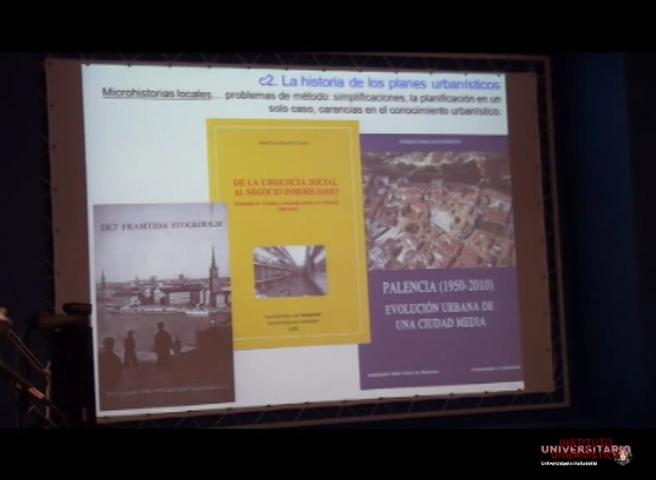 c2. La historia de los planes urbanísticos
Microhistorias locales... problemas de método: simplificaciones, la planificación en un
solo caso, carencias en el conocimiento urbanístico.
DE LA URGENCIA SOCIAL
AL NEGOCIO INMOBILIARIO
DET FRAMTIDA STOCKHOLM
PALENCIA (1950-2010)
EVOLUCIÓN URBANA DE
UNA CIUDAD MEDIA
INSTITUTO
UNIVERSITARIO
URBANÍSTICA
UniversidaddeValladolid